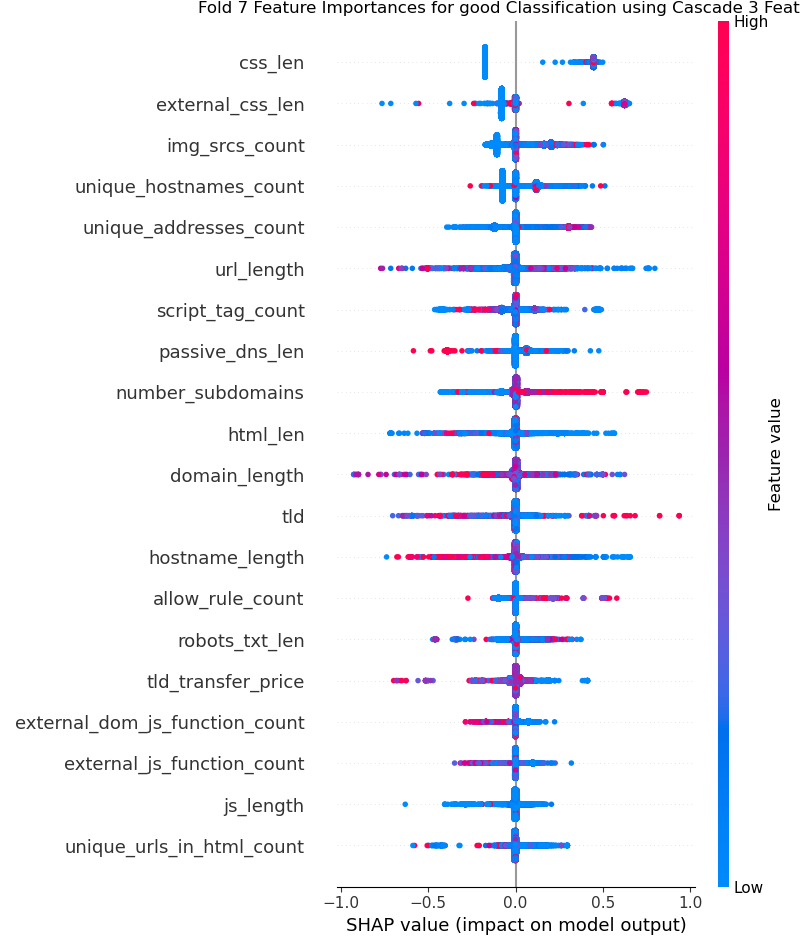 Fold 7 Feature Importances for good Classification using Cascade 3 Feat
High
css_len
external_css_len
img_srcs_count
unique_hostnames_count
unique_addresses_count
url_length
script_tag_count
passive_dns_len
number_subdomains
html_len
domain_length
tld
hostname_length
allow_rule_count
robots_txt_len
tld_transfer_price
external_dom_js_function_count
external_js_function_count
js_length
unique_urls_in_html_count
Feature value
Low
−1.0 −0.5 0.0 0.5 1.0
SHAP value (impact on model output)